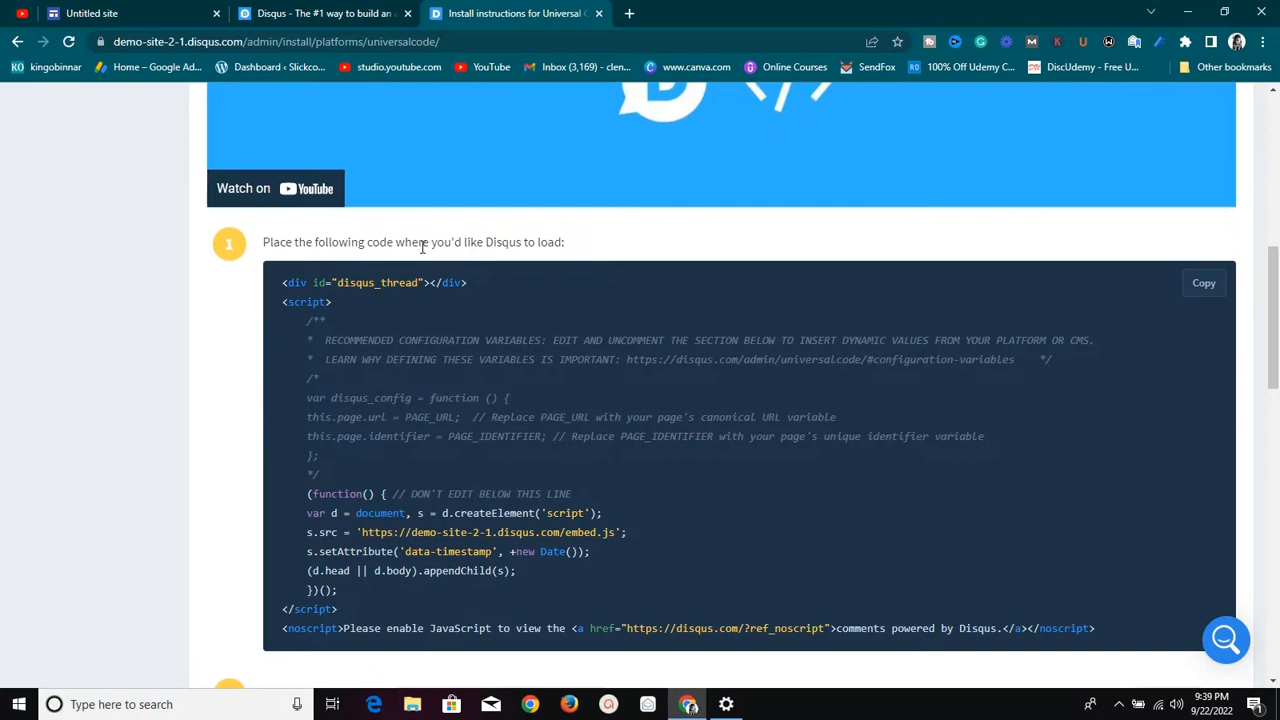 Untitled site
Disqus - The #1 way to build an a
Install instructions for Universal C
demo-site-2-1.disqus.com/admin/install/platforms/universalcode/
kingobinnar
Home – Google Ad...
Dashboard ‹ Slickco...
studio.youtube.com
YouTube
Inbox (3,169) - clen...
www.canva.com
Online Courses
SendFox
100% Off Udemy C...
DiscUdemy - Free U...
Other bookmarks
Watch on YouTube
1 Place the following code where you'd like Disqus to load:
Copy
<div id="disqus_thread"></div>
<script>
/**
* RECOMMENDED CONFIGURATION VARIABLES: EDIT AND UNCOMMENT THE SECTION BELOW TO INSERT DYNAMIC VALUES FROM YOUR PLATFORM OR CMS.
* LEARN WHY DEFINING THESE VARIABLES IS IMPORTANT: https://disqus.com/admin/universalcode/#configuration-variables */
/*
var disqus_config = function () {
this.page.url = PAGE_URL; // Replace PAGE_URL with your page's canonical URL variable
this.page.identifier = PAGE_IDENTIFIER; // Replace PAGE_IDENTIFIER with your page's unique identifier variable
};
*/
(function() { // DON'T EDIT BELOW THIS LINE
var d = document, s = d.createElement('script');
s.src = 'https://demo-site-2-1.disqus.com/embed.js';
s.setAttribute('data-timestamp', +new Date());
(d.head || d.body).appendChild(s);
})();
</script>
<noscript>Please enable JavaScript to view the <a href="https://disqus.com/?ref_noscript">comments powered by Disqus.</a></noscript>
Type here to search
9:39 PM
9/22/2022